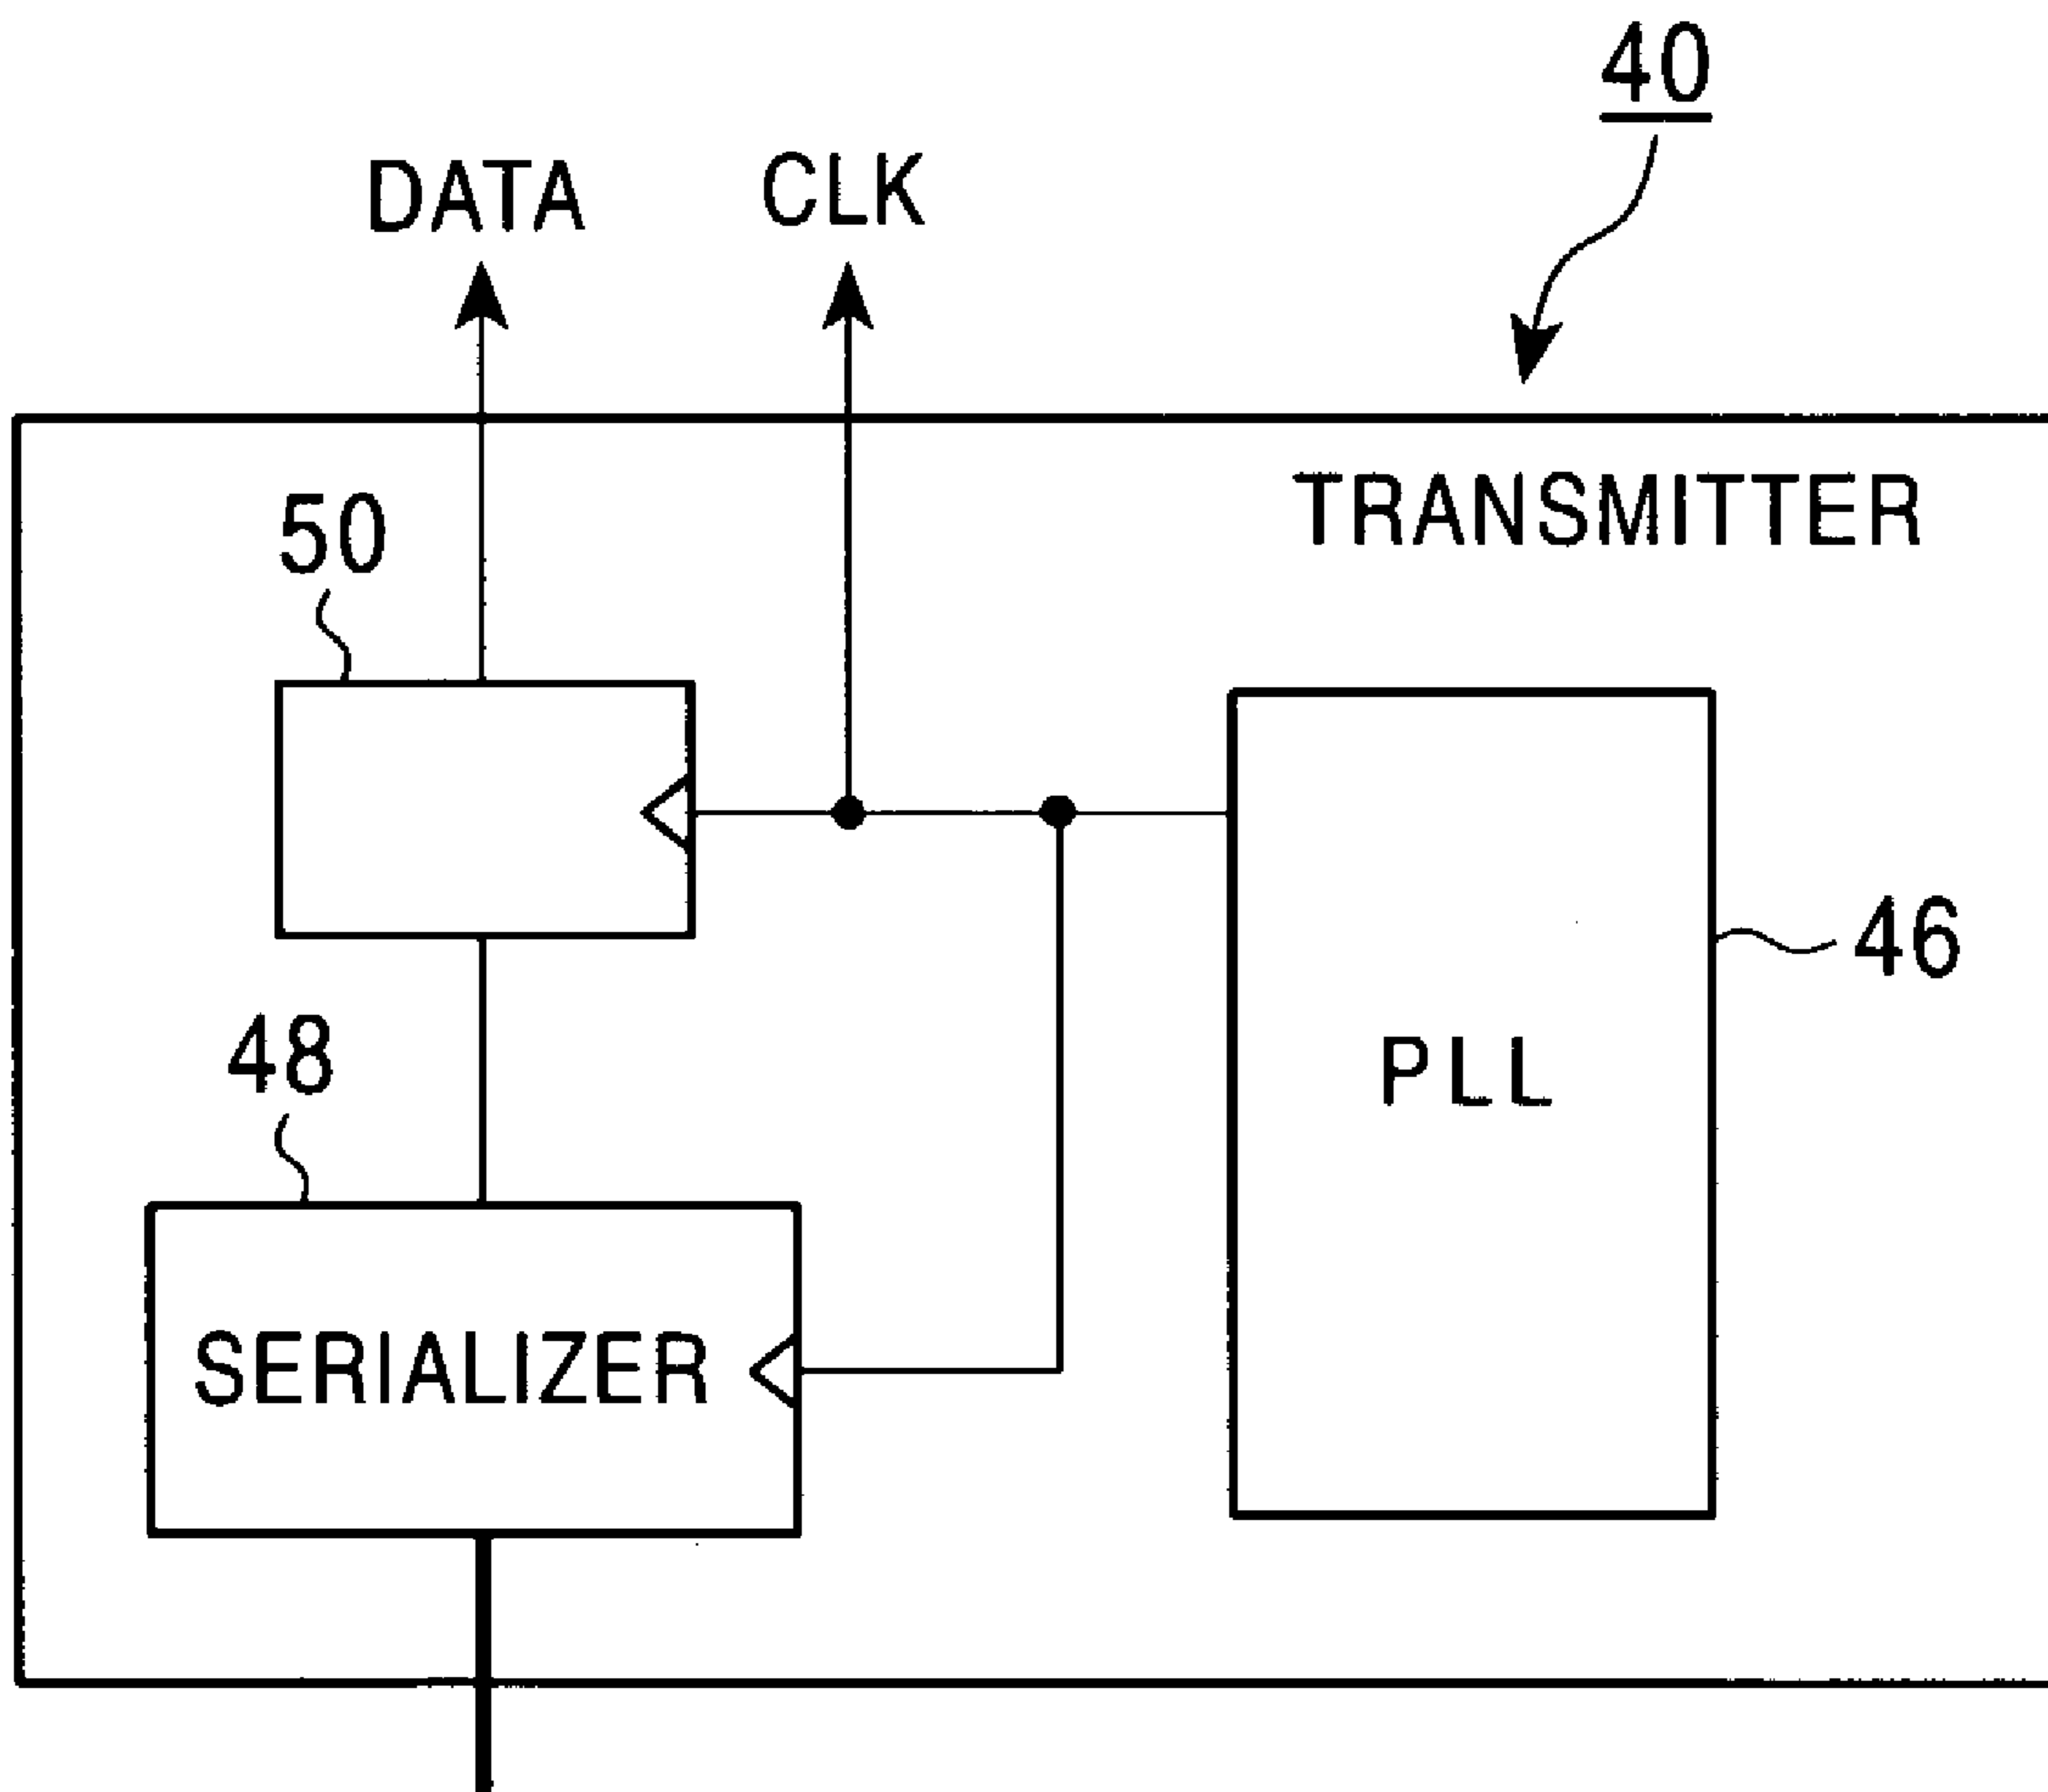 40
DATA
CLK
TRANSMITTER
50
46
48
PLL
SERIALIZER